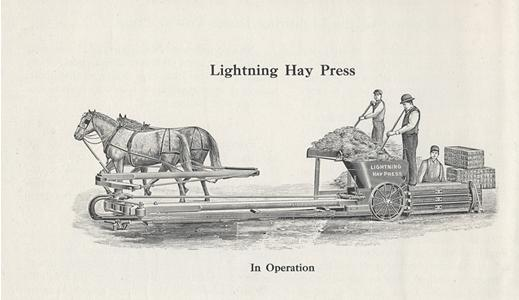 Lightning Hay Press
LIGHTNING
HAY PRESS
In Operation